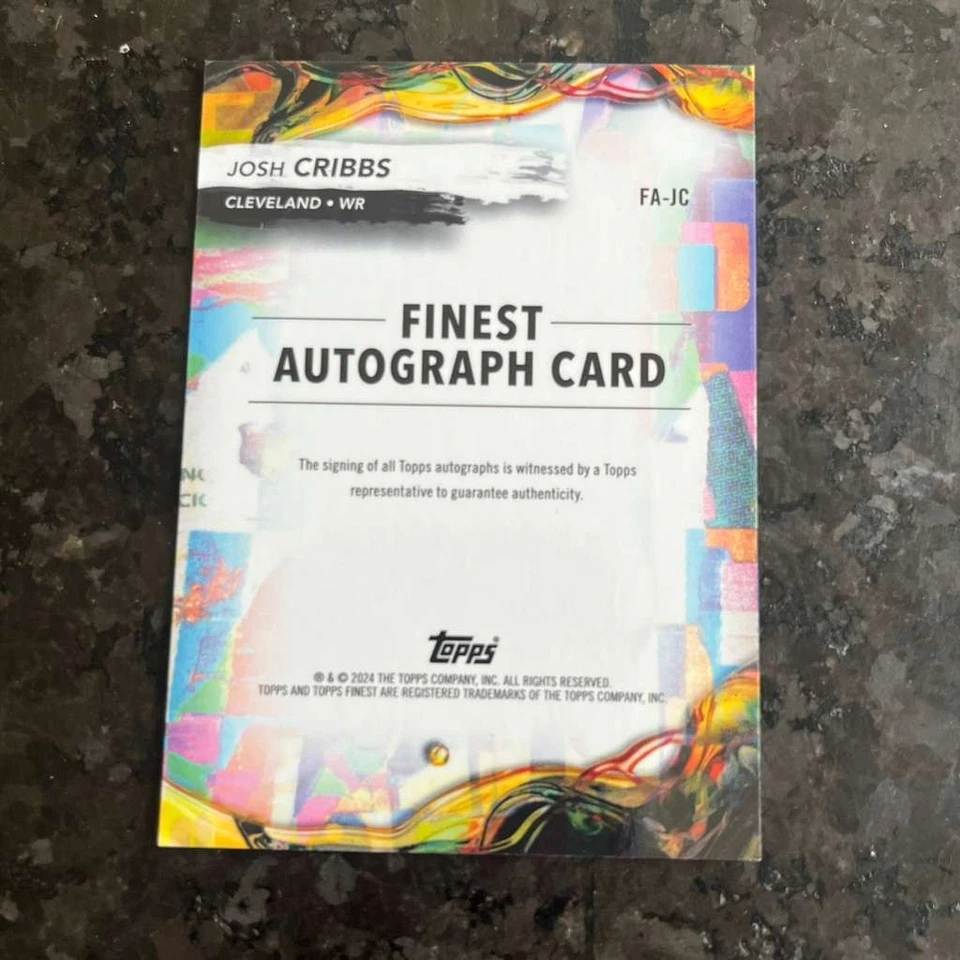 JOSH CRIBBS
CLEVELAND • WR
FA-JC
FINEST
AUTOGRAPH CARD
The signing of all Topps autographs is witnessed by a Topps
representative to guarantee authenticity.
topps®
® & © 2024 THE TOPPS COMPANY, INC. ALL RIGHTS RESERVED.
TOPPS AND TOPPS FINEST ARE REGISTERED TRADEMARKS OF THE TOPPS COMPANY, INC.